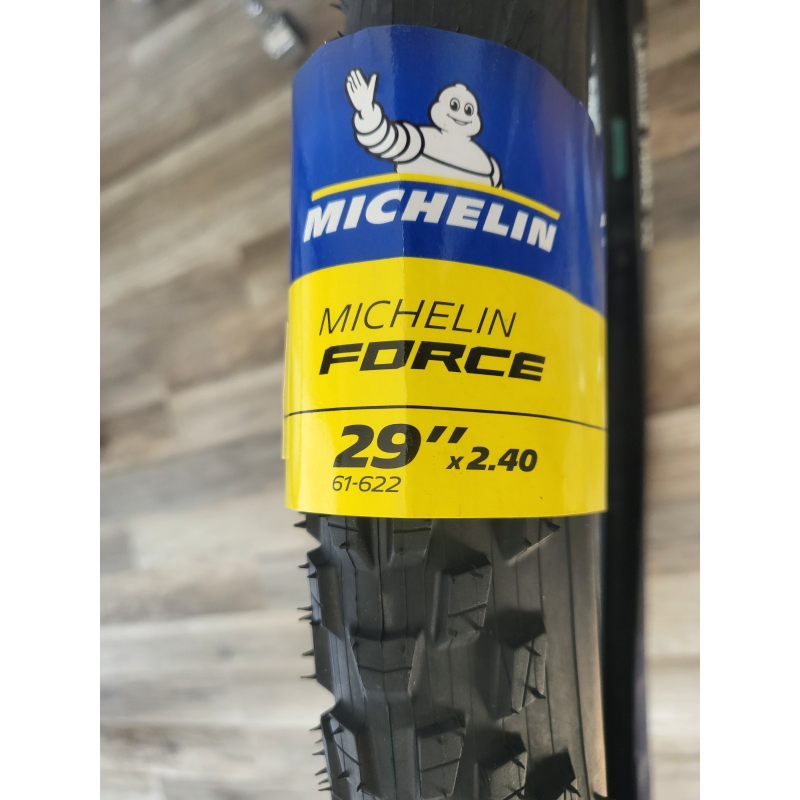 MICHELIN
MICHELIN
FORCE
29" x 2.40
61-622